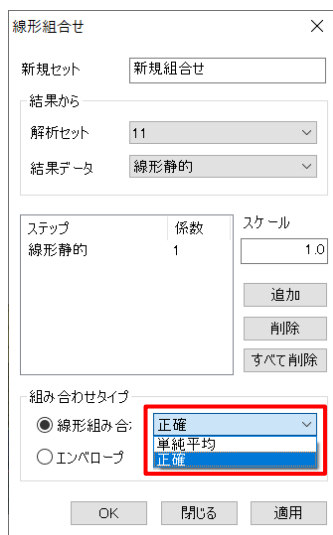 線形組合せ
新規セット
新規組合せ
結果から
解析セット
11
結果データ
線形静的
ステップ 係数
線形静的 1
スケール
1.0
追加
削除
すべて削除
組み合わせタイプ
線形組み合:
正確
単純平均
正確
エンベロープ
OK 閉じる 適用